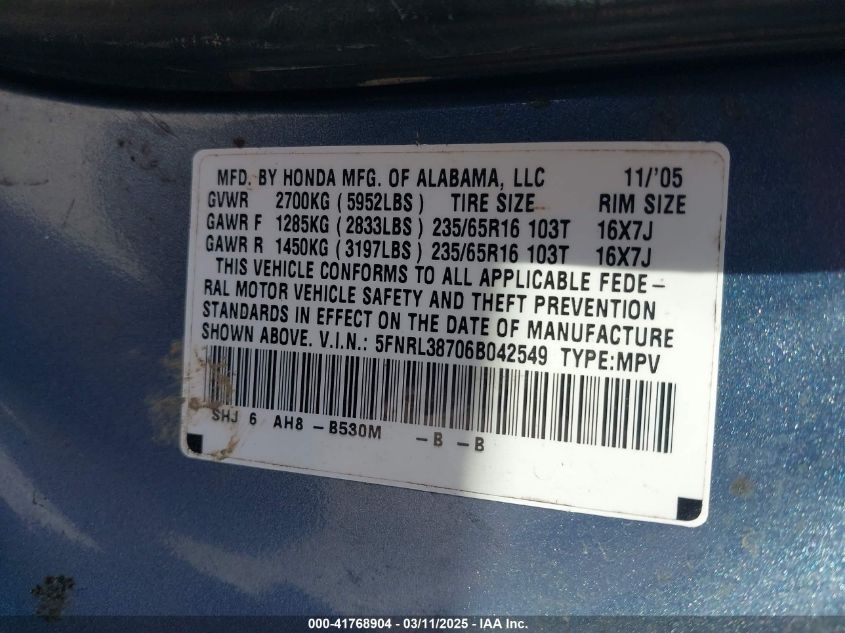 MFD. BY HONDA MFG. OF ALABAMA, LLC 11/'05
GVWR 2700KG (5952LBS) TIRE SIZE RIM SIZE
GAWR F 1285KG (2833LBS) 235/65R16 103T 16X7J
GAWR R 1450KG (3197LBS) 235/65R16 103T 16X7J
THIS VEHICLE CONFORMS TO ALL APPLICABLE FEDE-
RAL MOTOR VEHICLE SAFETY AND THEFT PREVENTION
STANDARDS IN EFFECT ON THE DATE OF MANUFACTURE
SHOWN ABOVE. V.I.N.: 5FNRL38706B042549 TYPE:MPV
SHJ 6 AH8 -B530M -B -B
000-41768904 - 03/11/2025 - IAA Inc.